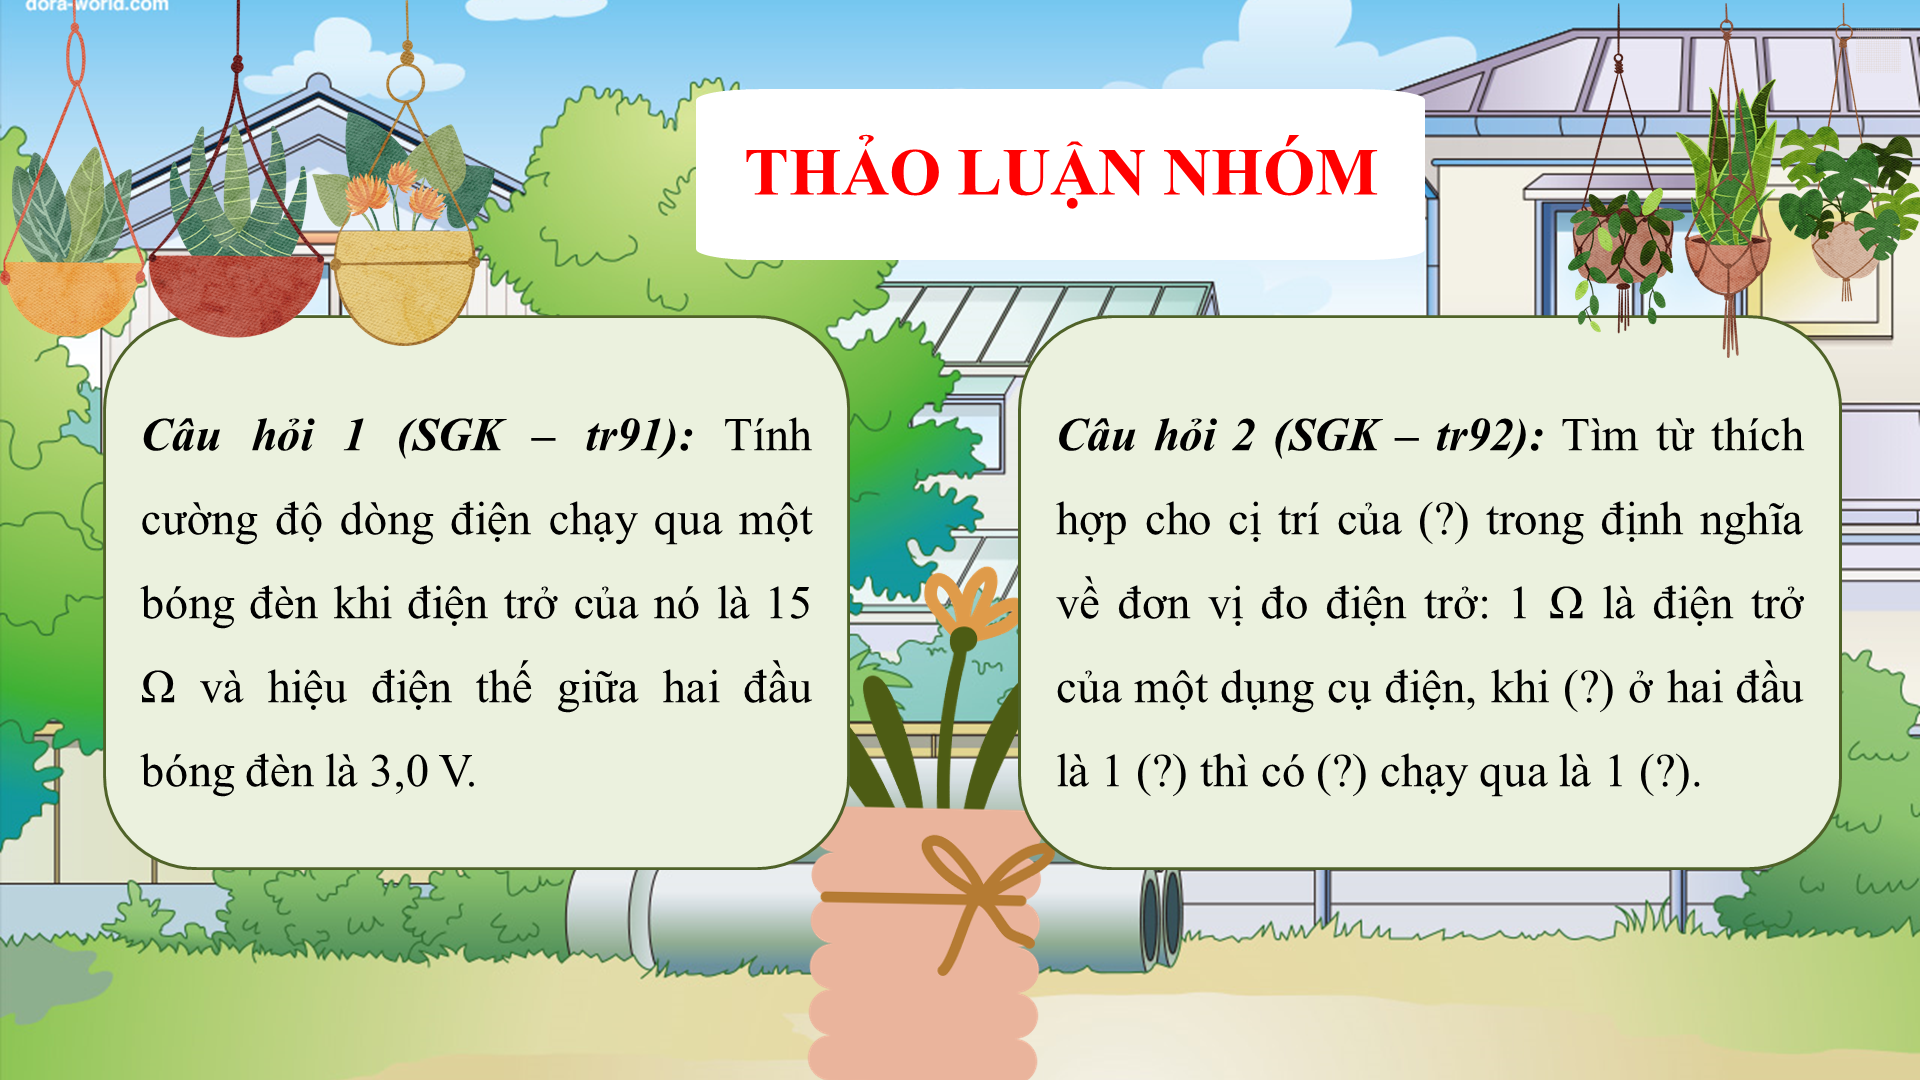 dora-world.com
THẢO LUẬN NHÓM
Câu hỏi 1 (SGK – tr91): Tính
cường độ dòng điện chạy qua một
bóng đèn khi điện trở của nó là 15
Ω và hiệu điện thế giữa hai đầu
bóng đèn là 3,0 V.
Câu hỏi 2 (SGK – tr92): Tìm từ thích
hợp cho cị trí của (?) trong định nghĩa
về đơn vị đo điện trở: 1 Ω là điện trở
của một dụng cụ điện, khi (?) ở hai đầu
là 1 (?) thì có (?) chạy qua là 1 (?).